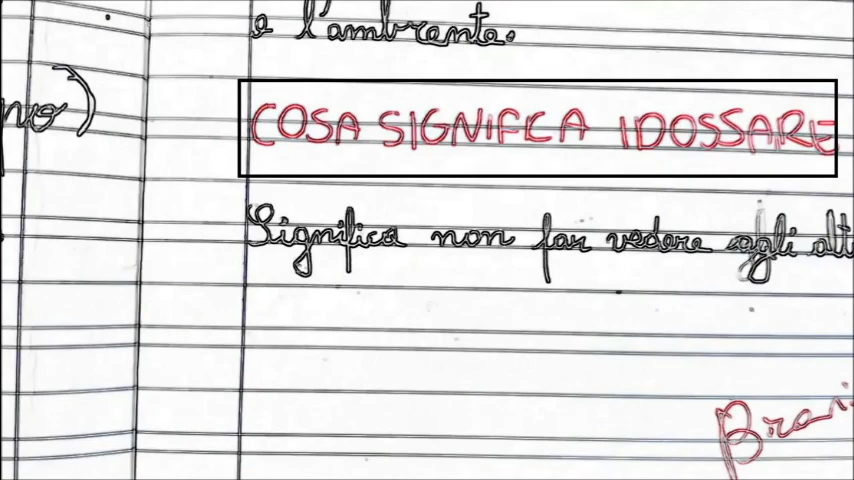 e l'ambiente.
COSA SIGNIFICA IDOSSARE
Significa non far vedere agli alt